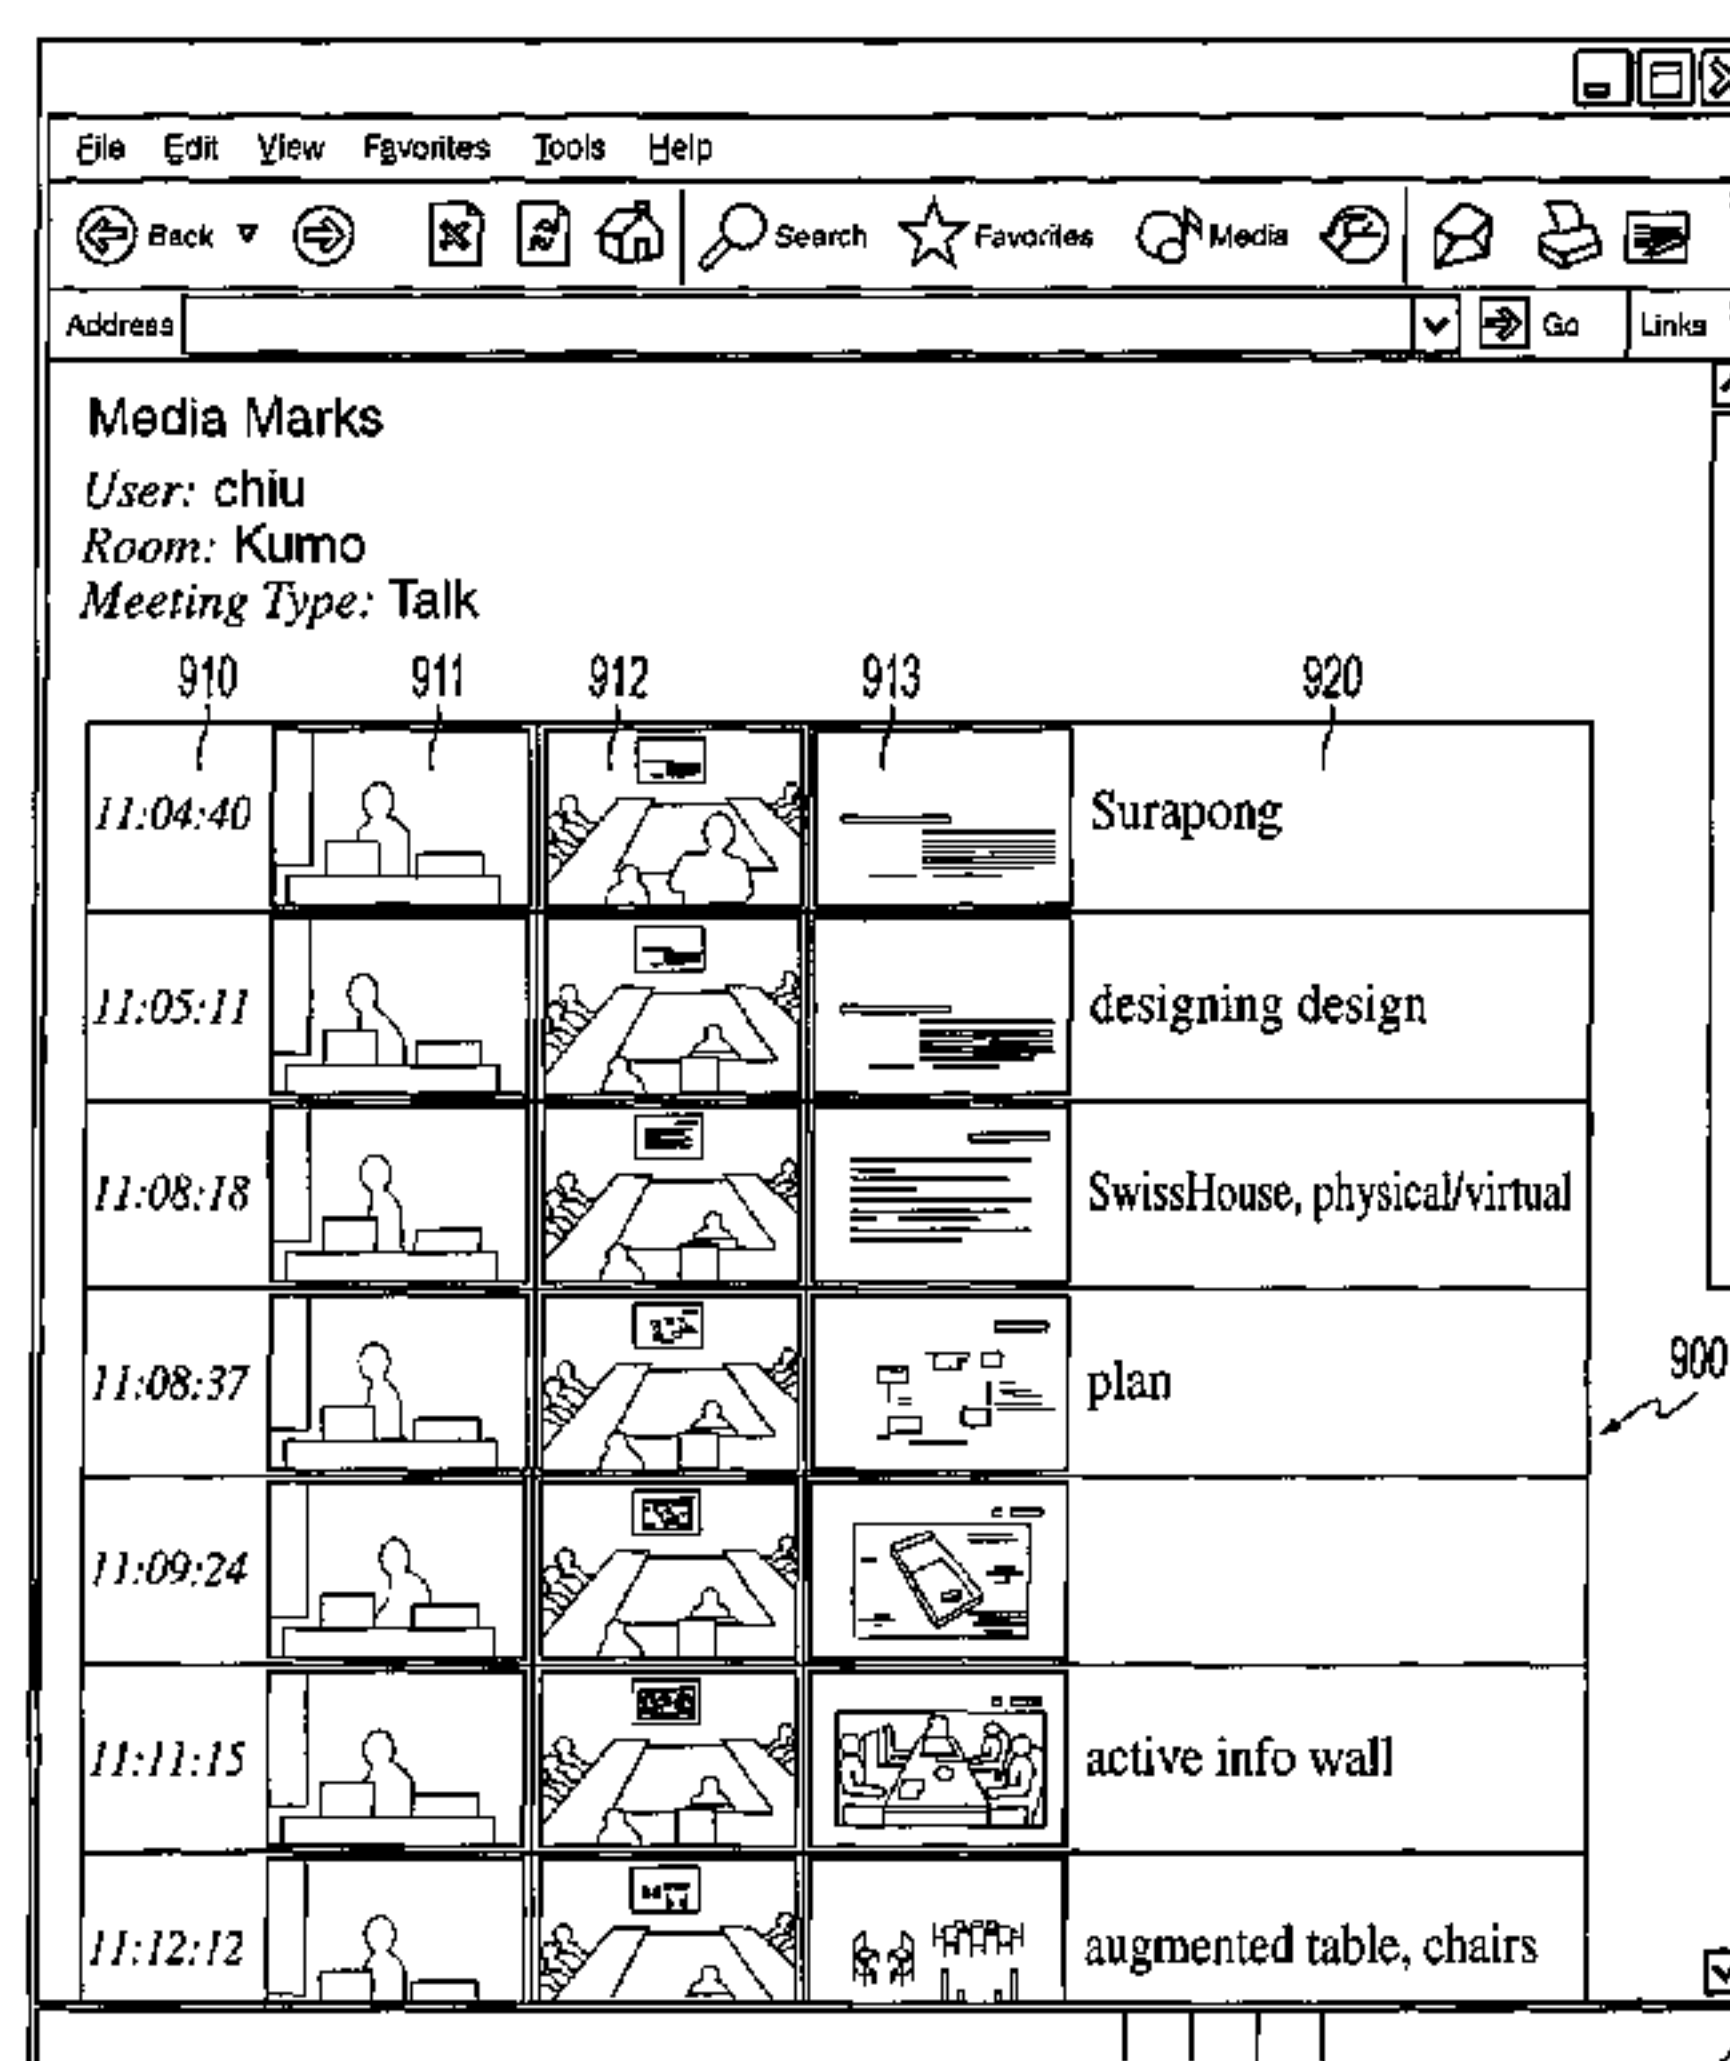 File Edit View Favorites Tools Help
Back Search Favorites Media
Address Go Links
Media Marks
User: chiu
Room: Kumo
Meeting Type: Talk
910 911 912 913 920
11:04:40 Surapong
11:05:11 designing design
11:08:18 SwissHouse, physical/virtual
11:08:37 plan
900
11:09:24
11:11:15 active info wall
11:12:12 augmented table, chairs